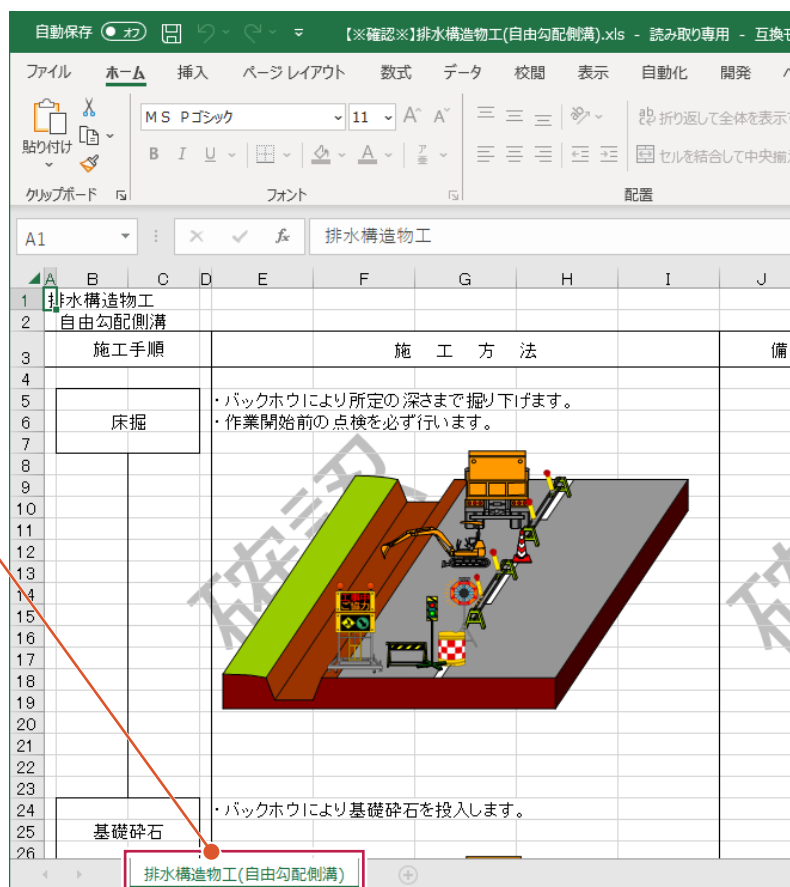 自動保存 オフ 【※確認※】排水構造物工(自由勾配側溝).xls - 読み取り専用 - 互換
ファイル ホーム 挿入 ページ レイアウト 数式 データ 校閲 表示 自動化 開発
貼り付け
MS Pゴシック 11 A A
B I U A
ab 折り返して全体を表示
セルを結合して中央揃
クリップボード フォント 配置
A1 fx 排水構造物工
A B C D E F G H I J
1 排水構造物工
2 自由勾配側溝
3 施工手順 施 工 方 法 備
4
5 ・バックホウにより所定の深さまで掘り下げます。
6 床掘 ・作業開始前の点検を必ず行います。
7
8
9
10
11
12
13
14
15
16
17
18
19
20
21
22
23
24 ・バックホウにより基礎砕石を投入します。
25 基礎砕石
26
確認
排水構造物工(自由勾配側溝)